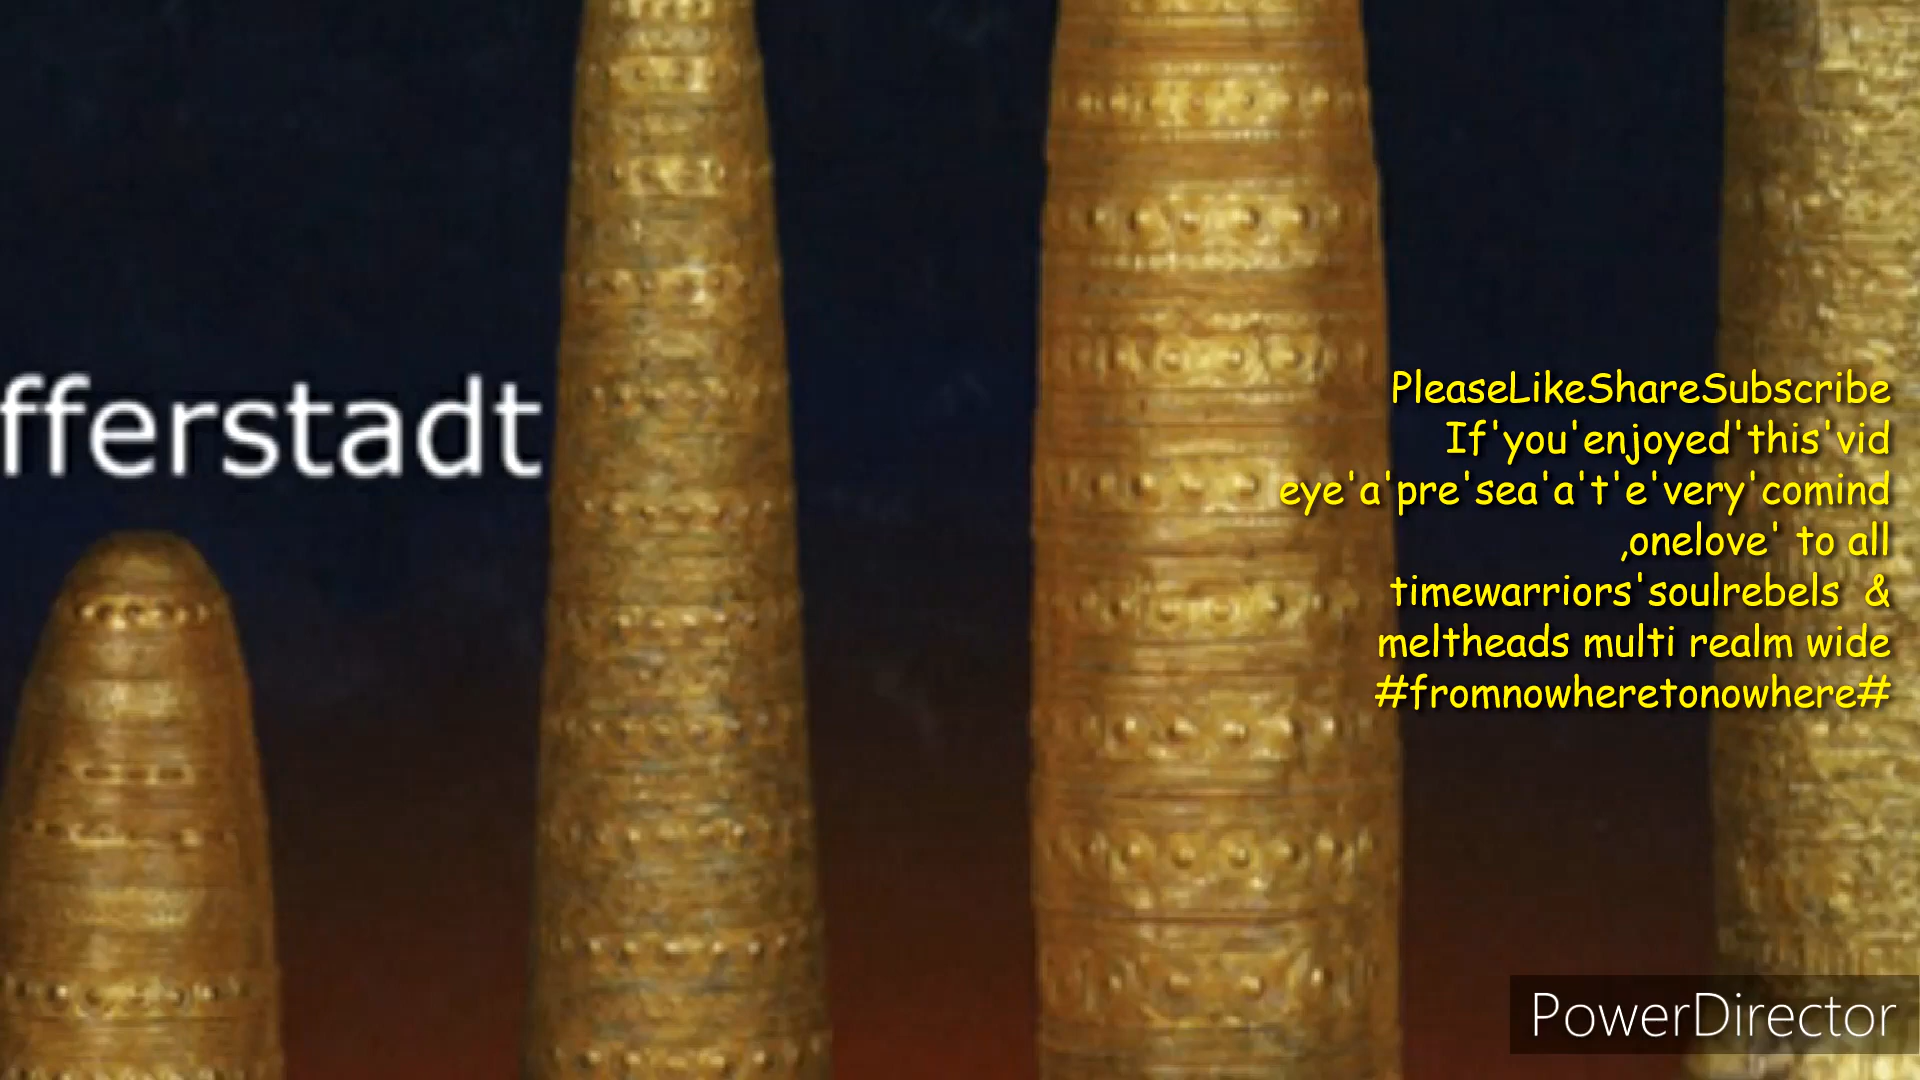 fferstadt
PleaseLikeShareSubscribe
If'you'enjoyed'this'vid
eye'a'pre'sea'a't'e'very'comind
,onelove' to all
timewarriors'soulrebels &
meltheads multi realm wide
#fromnowheretonowhere#
PowerDirector